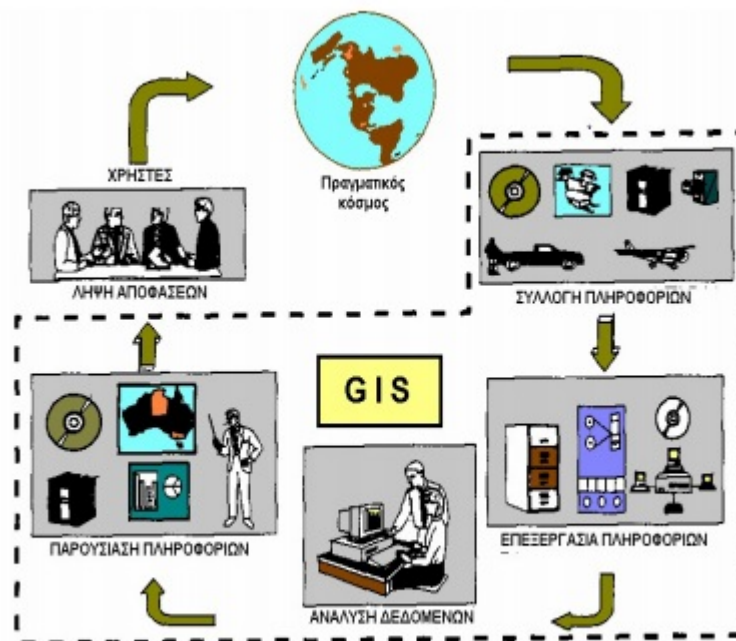 Πραγματικός
κόσμος
ΧΡΗΣΤΕΣ
ΛΗΨΗ ΑΠΟΦΑΣΕΩΝ
ΣΥΛΛΟΓΗ ΠΛΗΡΟΦΟΡΙΩΝ
GIS
ΠΑΡΟΥΣΙΑΣΗ ΠΛΗΡΟΦΟΡΙΩΝ
ΕΠΕΞΕΡΓΑΣΙΑ ΠΛΗΡΟΦΟΡΙΩΝ
ΑΝΑΛΥΣΗ ΔΕΔΟΜΕΝΩΝ